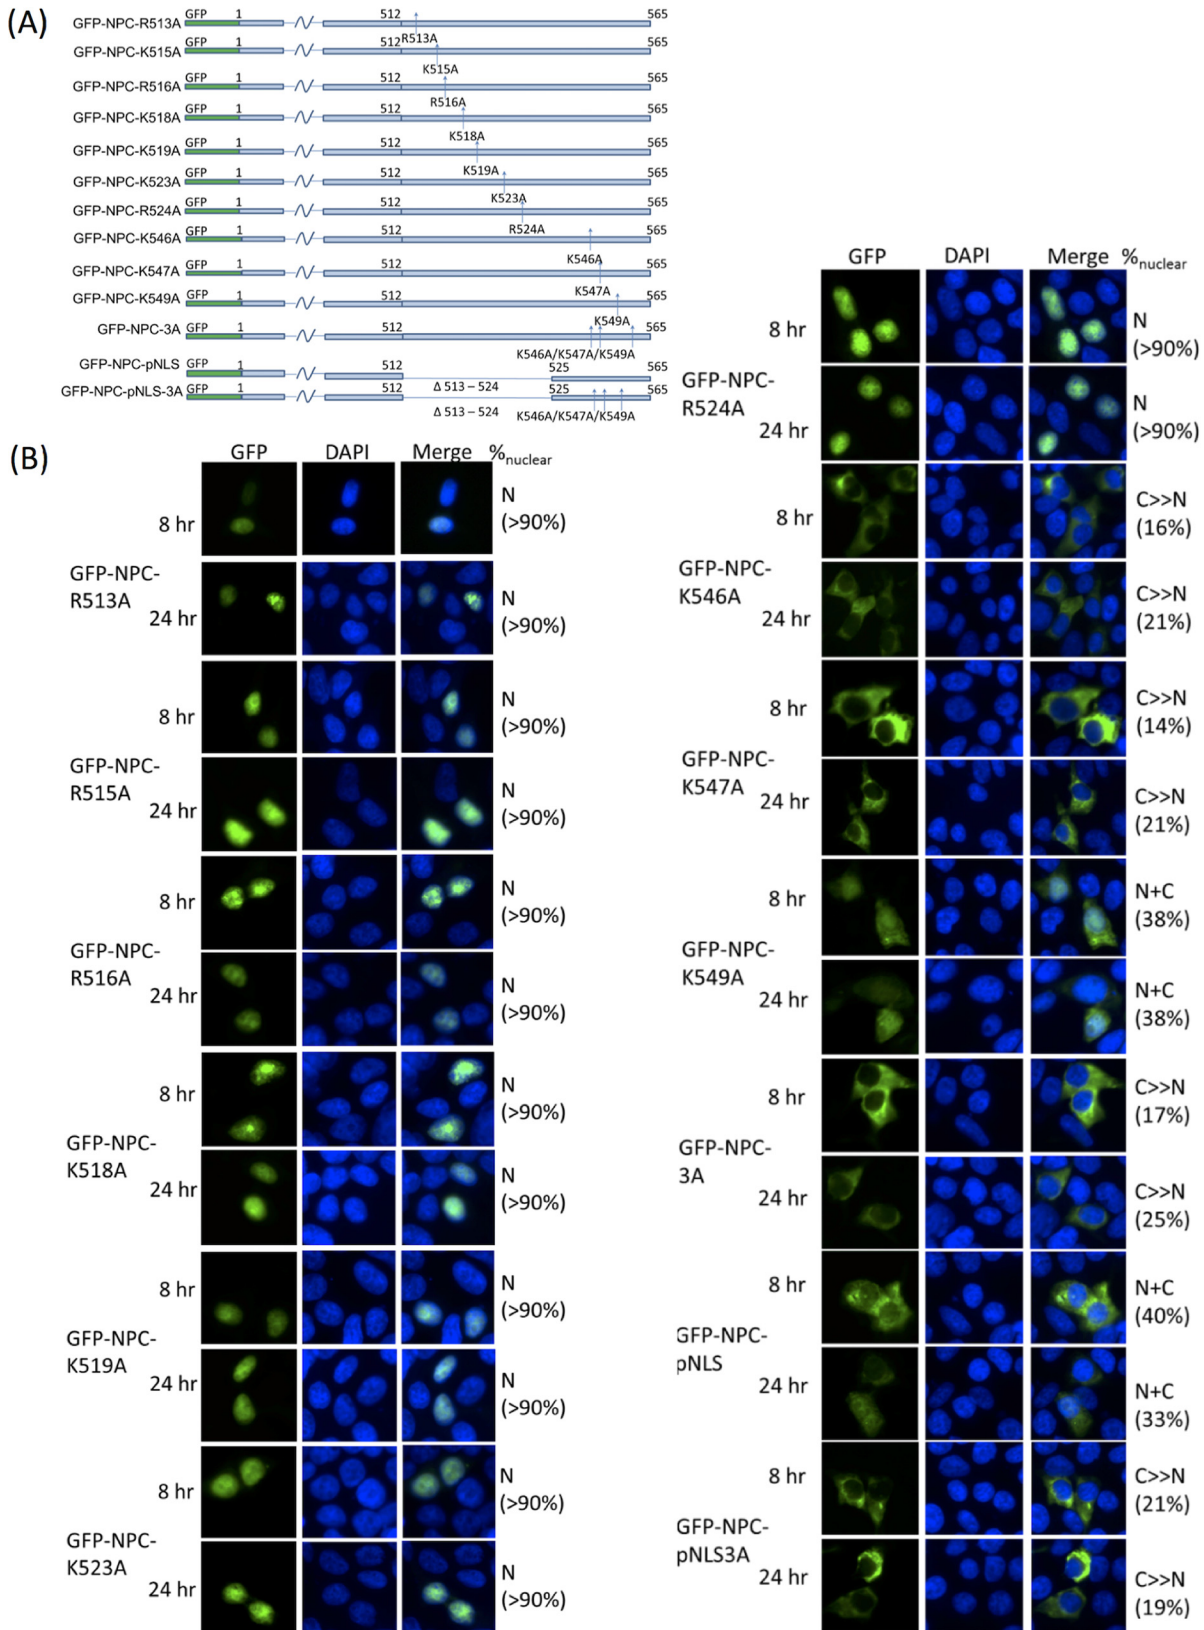 (A)
GFP-NPC-R513A GFP 1 512 565
R513A
GFP-NPC-K515A GFP 1 512 565
K515A
GFP-NPC-R516A GFP 1 512 565
R516A
GFP-NPC-K518A GFP 1 512 565
K518A
GFP-NPC-K519A GFP 1 512 565
K519A
GFP-NPC-K523A GFP 1 512 565
K523A
GFP-NPC-R524A GFP 1 512 565
R524A
GFP-NPC-K546A GFP 1 512 565
K546A
GFP-NPC-K547A GFP 1 512 565
K547A
GFP-NPC-K549A GFP 1 512 565
K549A
GFP-NPC-3A GFP 1 512 565
K546A/K547A/K549A
GFP-NPC-pNLS GFP 1 512 525 565
Δ 513 – 524
GFP-NPC-pNLS-3A GFP 1 512 565
Δ 513 – 524 K546A/K547A/K549A
(B)
GFP DAPI Merge %nuclear
8 hr N
(>90%)
GFP-NPC-
R513A
24 hr N
(>90%)
8 hr N
(>90%)
GFP-NPC-
R515A
24 hr N
(>90%)
8 hr N
(>90%)
GFP-NPC-
R516A
24 hr N
(>90%)
8 hr N
(>90%)
GFP-NPC-
K518A
24 hr N
(>90%)
8 hr N
(>90%)
GFP-NPC-
K519A
24 hr N
(>90%)
8 hr N
(>90%)
GFP-NPC-
K523A
24 hr N
(>90%)
GFP DAPI Merge %nuclear
8 hr N
(>90%)
GFP-NPC-
R524A
24 hr N
(>90%)
8 hr C>>N
(16%)
GFP-NPC-
K546A
24 hr C>>N
(21%)
8 hr C>>N
(14%)
GFP-NPC-
K547A
24 hr C>>N
(21%)
8 hr N+C
(38%)
GFP-NPC-
K549A
24 hr N+C
(38%)
8 hr C>>N
(17%)
GFP-NPC-
3A
24 hr C>>N
(25%)
8 hr N+C
(40%)
GFP-NPC-
pNLS
24 hr N+C
(33%)
8 hr C>>N
(21%)
GFP-NPC-
pNLS3A
24 hr C>>N
(19%)